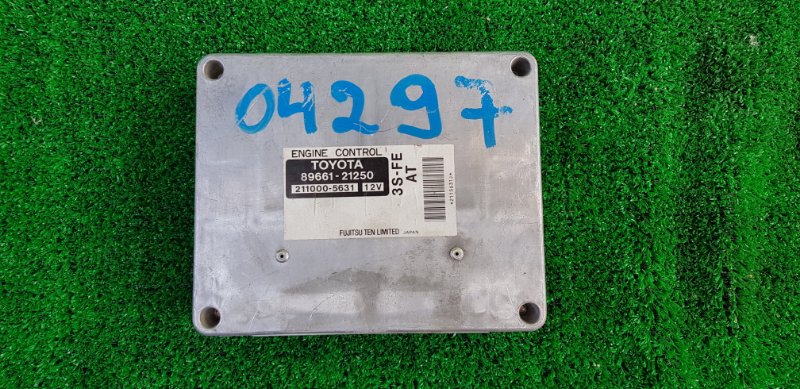 04297
ENGINE CONTROL
TOYOTA
89661-21250
211000-5631 12V
3S-FE
AT
FUJITSU TEN LIMITED JAPAN